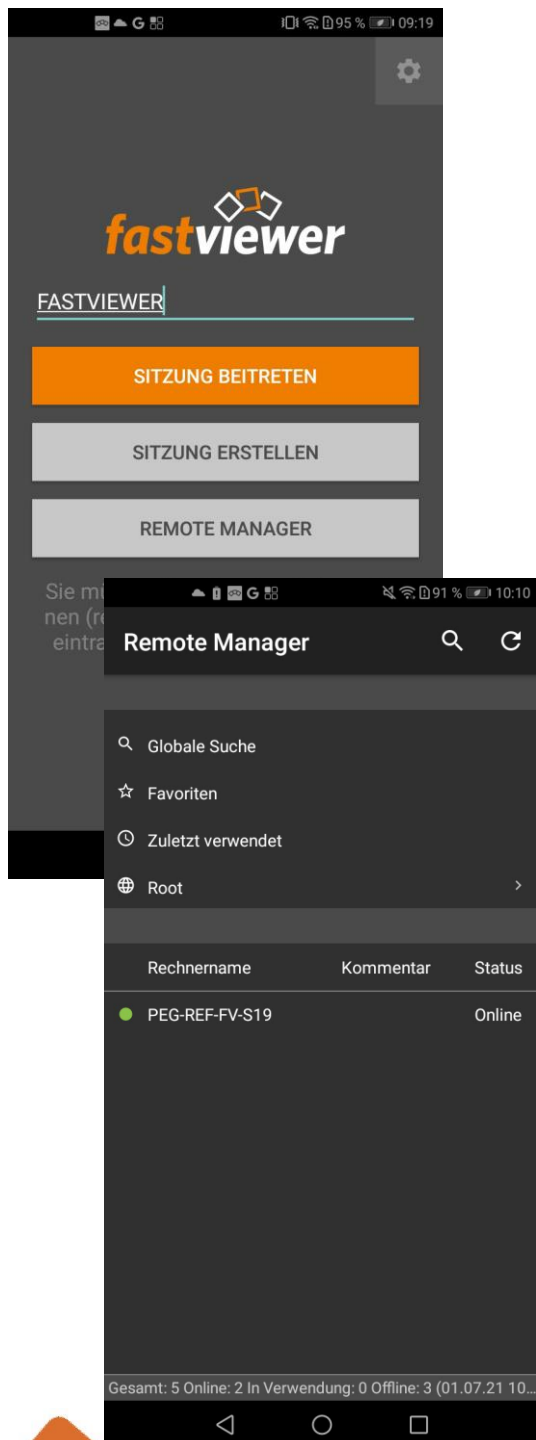 95 % 09:19
fastviewer
FASTVIEWER
SITZUNG BEITRETEN
SITZUNG ERSTELLEN
REMOTE MANAGER
Sie
nen
91 % 10:10
Remote Manager
Globale Suche
Favoriten
Zuletzt verwendet
Root
Rechnername Kommentar Status
PEG-REF-FV-S19 Online
Gesamt: 5 Online: 2 In Verwendung: 0 Offline: 3 (01.07.21 10...